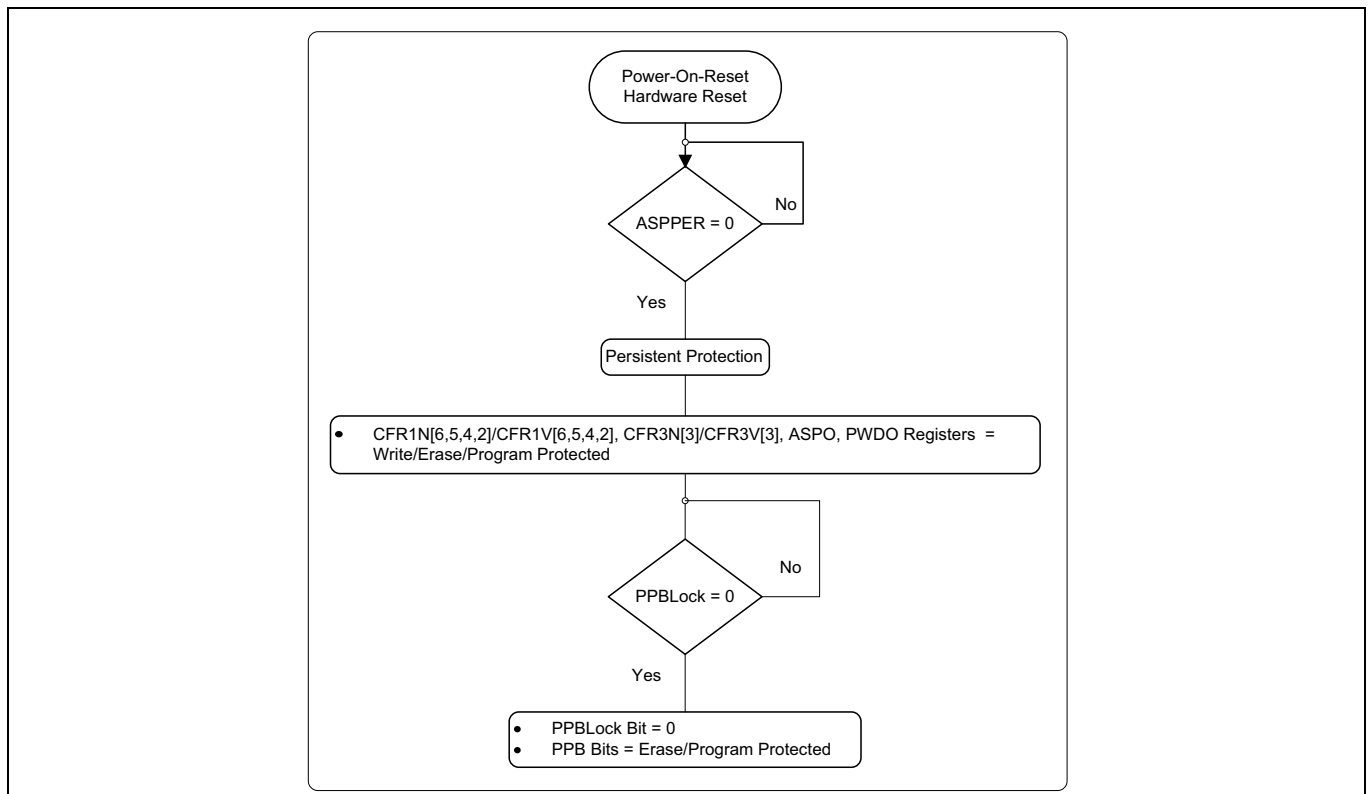 Power-On-Reset
Hardware Reset
No
ASPPER = 0
Yes
Persistent Protection
• CFR1N[6,5,4,2]/CFR1V[6,5,4,2], CFR3N[3]/CFR3V[3], ASPO, PWDO Registers =
Write/Erase/Program Protected
No
PPBLock = 0
Yes
• PPBLock Bit = 0
• PPB Bits = Erase/Program Protected